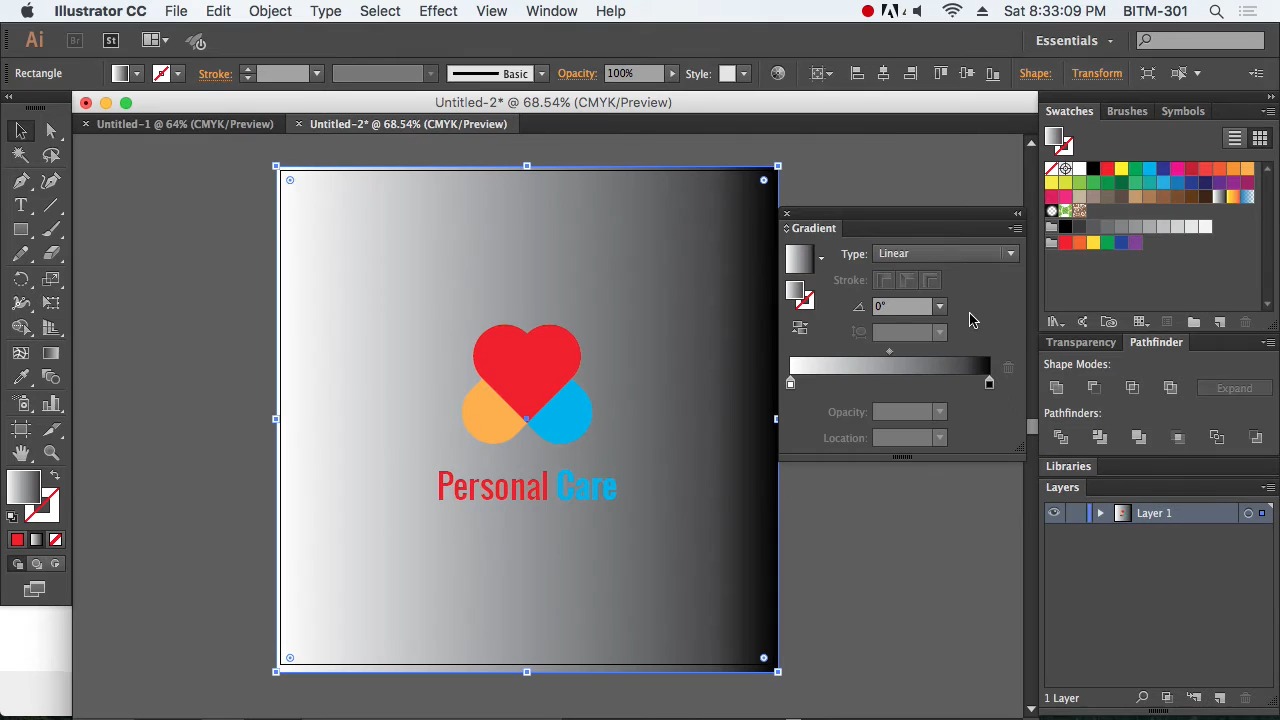 Illustrator CC File Edit Object Type Select Effect View Window Help Sat 8:33:09 PM BITM-301
Ai Br St Essentials
Rectangle Stroke: Basic Opacity: 100% Style: Shape: Transform
Untitled-2* @ 68.54% (CMYK/Preview)
Untitled-1 @ 64% (CMYK/Preview) Untitled-2* @ 68.54% (CMYK/Preview)
Swatches Brushes Symbols
Gradient
Type: Linear
Stroke:
0°
Opacity:
Location:
Transparency Pathfinder
Shape Modes:
Expand
Pathfinders:
Libraries
Layers
Layer 1
1 Layer
Personal Care